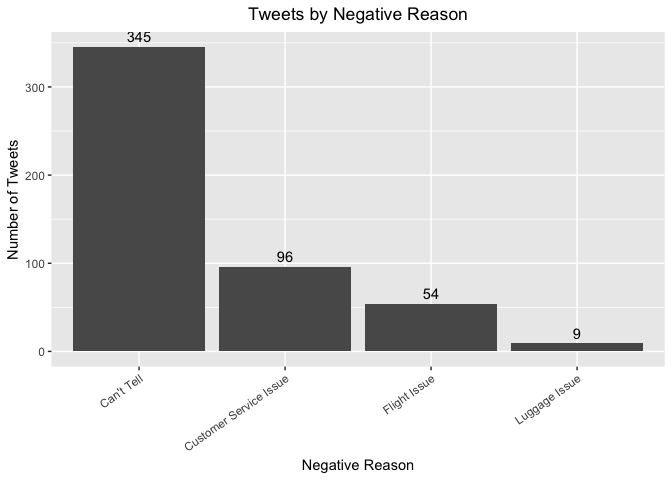 Tweets by Negative Reason
345
96
54
9
300
200
100
0
Number of Tweets
Can't Tell
Customer Service Issue
Flight Issue
Luggage Issue
Negative Reason